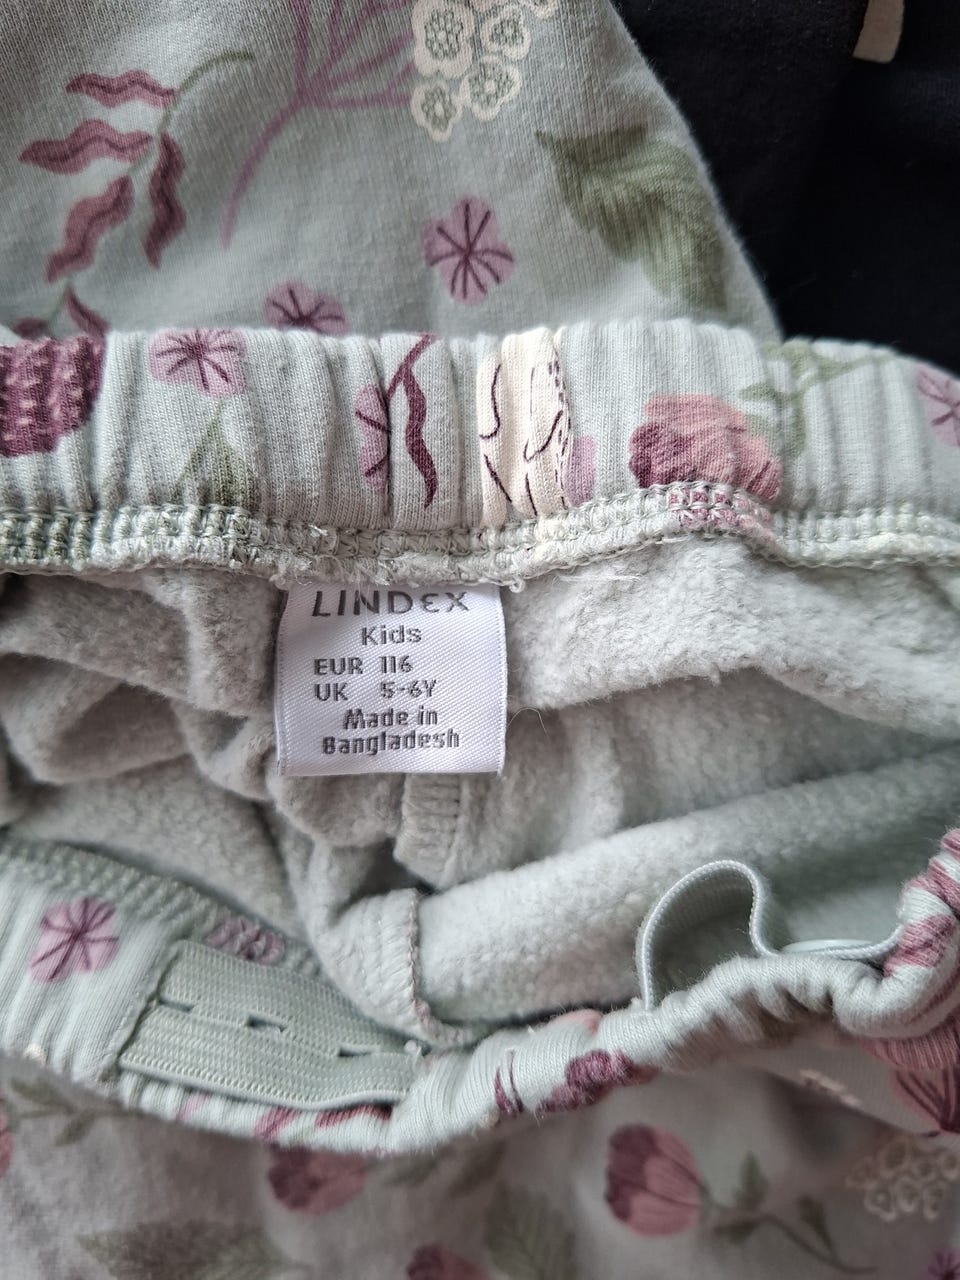 LINDEX
Kids
EUR 116
UK 5-6Y
Made in
Bangladesh